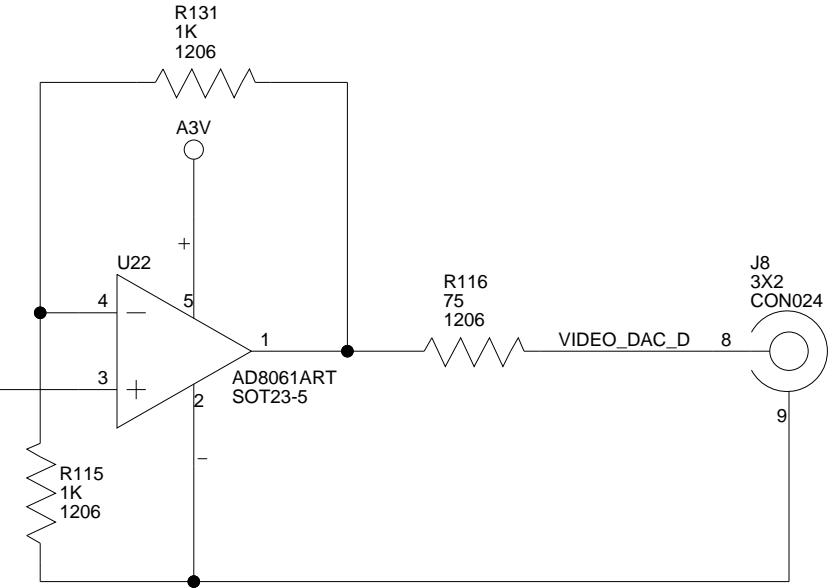 R131
1K
1206
A3V
+
U22
J8
3X2
CON024
R116
75
1206
4
−
5
1
VIDEO_DAC_D
8
3
+
AD8061ART
SOT23-5
2
9
−
R115
1K
1206